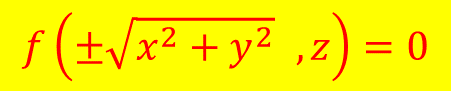 f(±√(x² + y²) , z) = 0